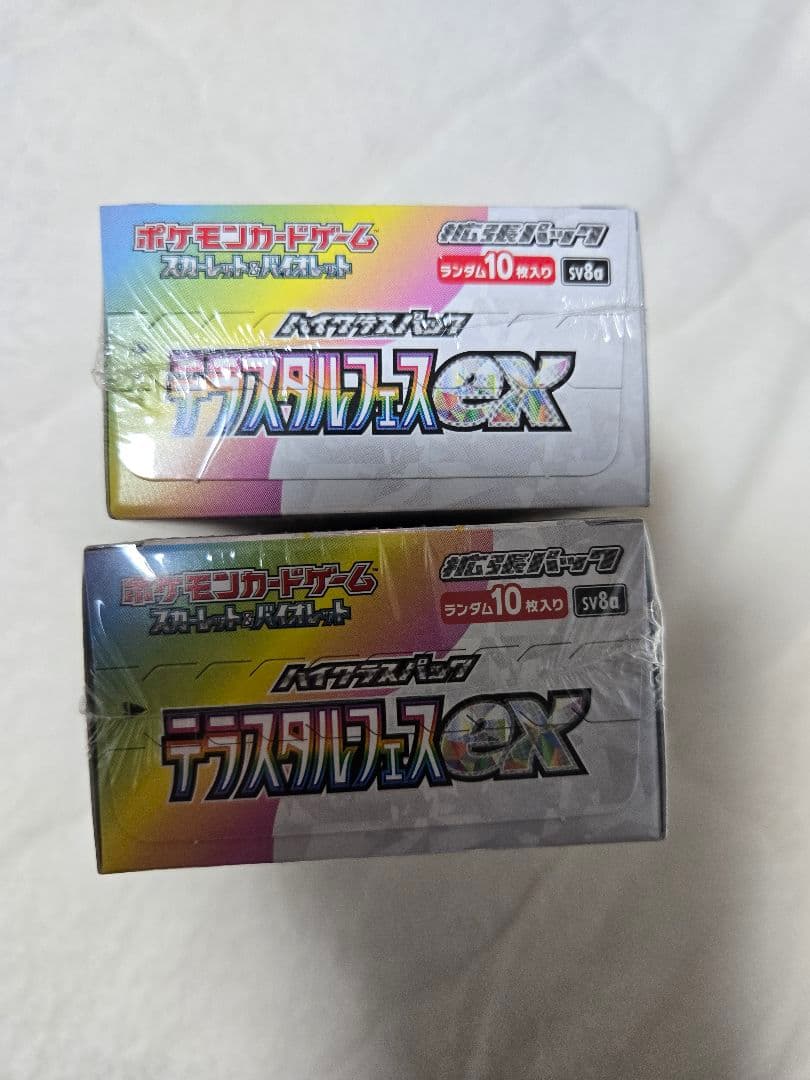 ポケモンカードゲーム™ 拡張パック
スカーレット&バイオレット ランダム10枚入り SV8a
ハイクラスパック
テラスタルフェスex
ポケモンカードゲーム™ 拡張パック
スカーレット&バイオレット ランダム10枚入り SV8a
ハイクラスパック
テラスタルフェスex